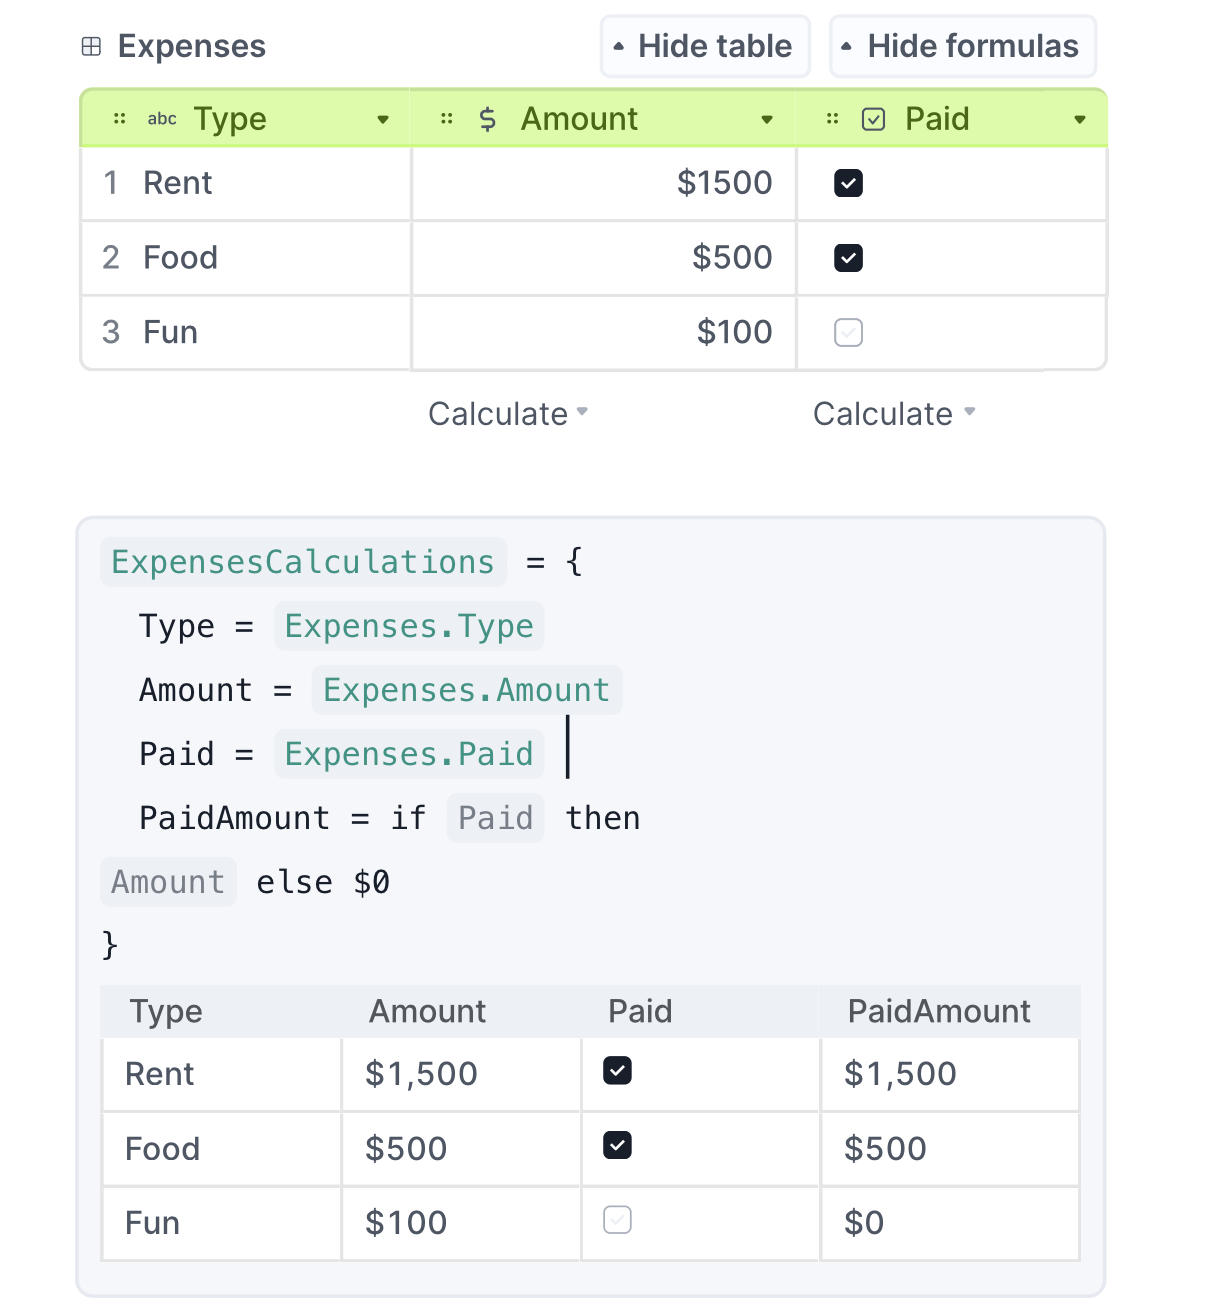 Expenses Hide table Hide formulas
abc Type $ Amount Paid
1 Rent $1500
2 Food $500
3 Fun $100
Calculate Calculate
ExpensesCalculations = {
Type = Expenses.Type
Amount = Expenses.Amount
Paid = Expenses.Paid
PaidAmount = if Paid then
Amount else $0
}
Type Amount Paid PaidAmount
Rent $1,500 $1,500
Food $500 $500
Fun $100 $0